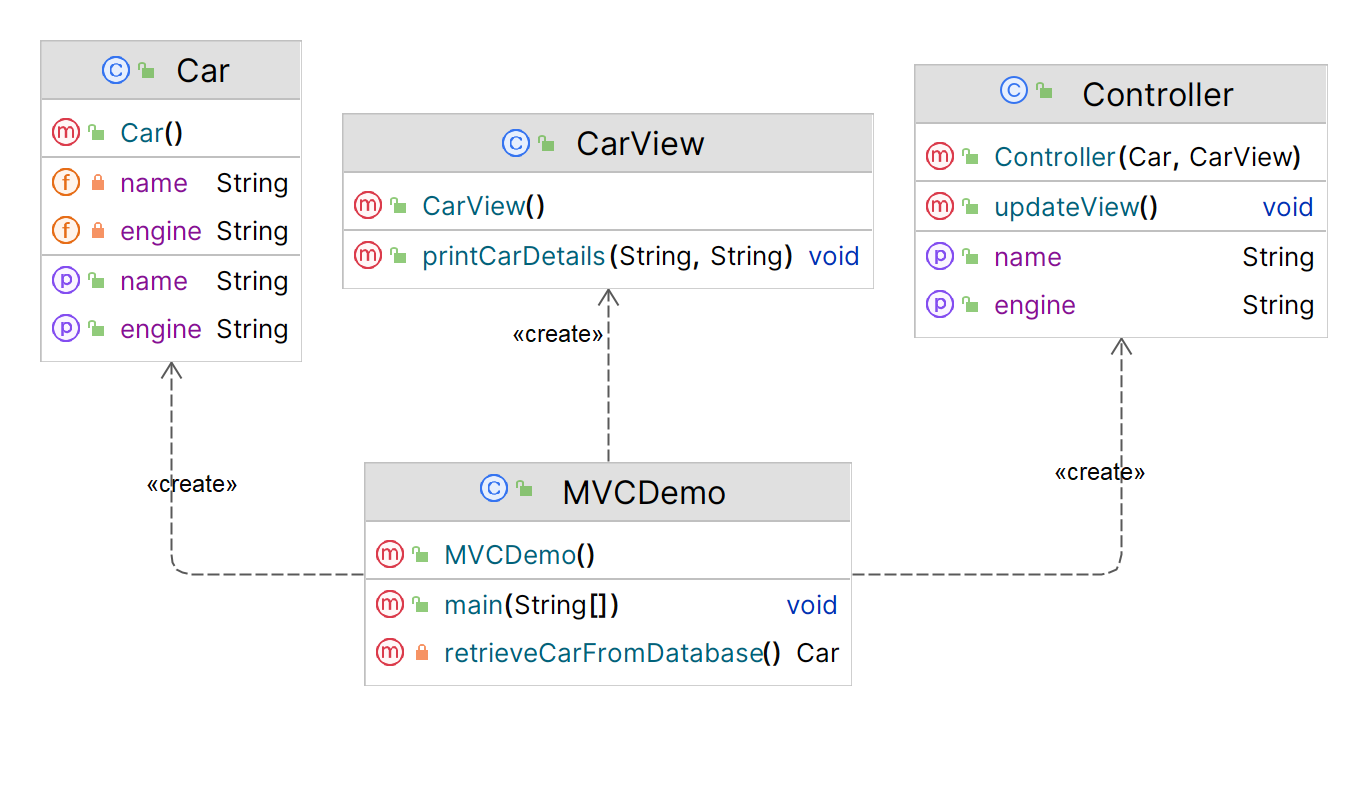 Car
Car()
name String
engine String
name String
engine String
CarView
CarView()
printCarDetails(String, String) void
Controller
Controller(Car, CarView)
updateView() void
name String
engine String
«create»
«create»
«create»
MVCDemo
MVCDemo()
main(String[]) void
retrieveCarFromDatabase() Car